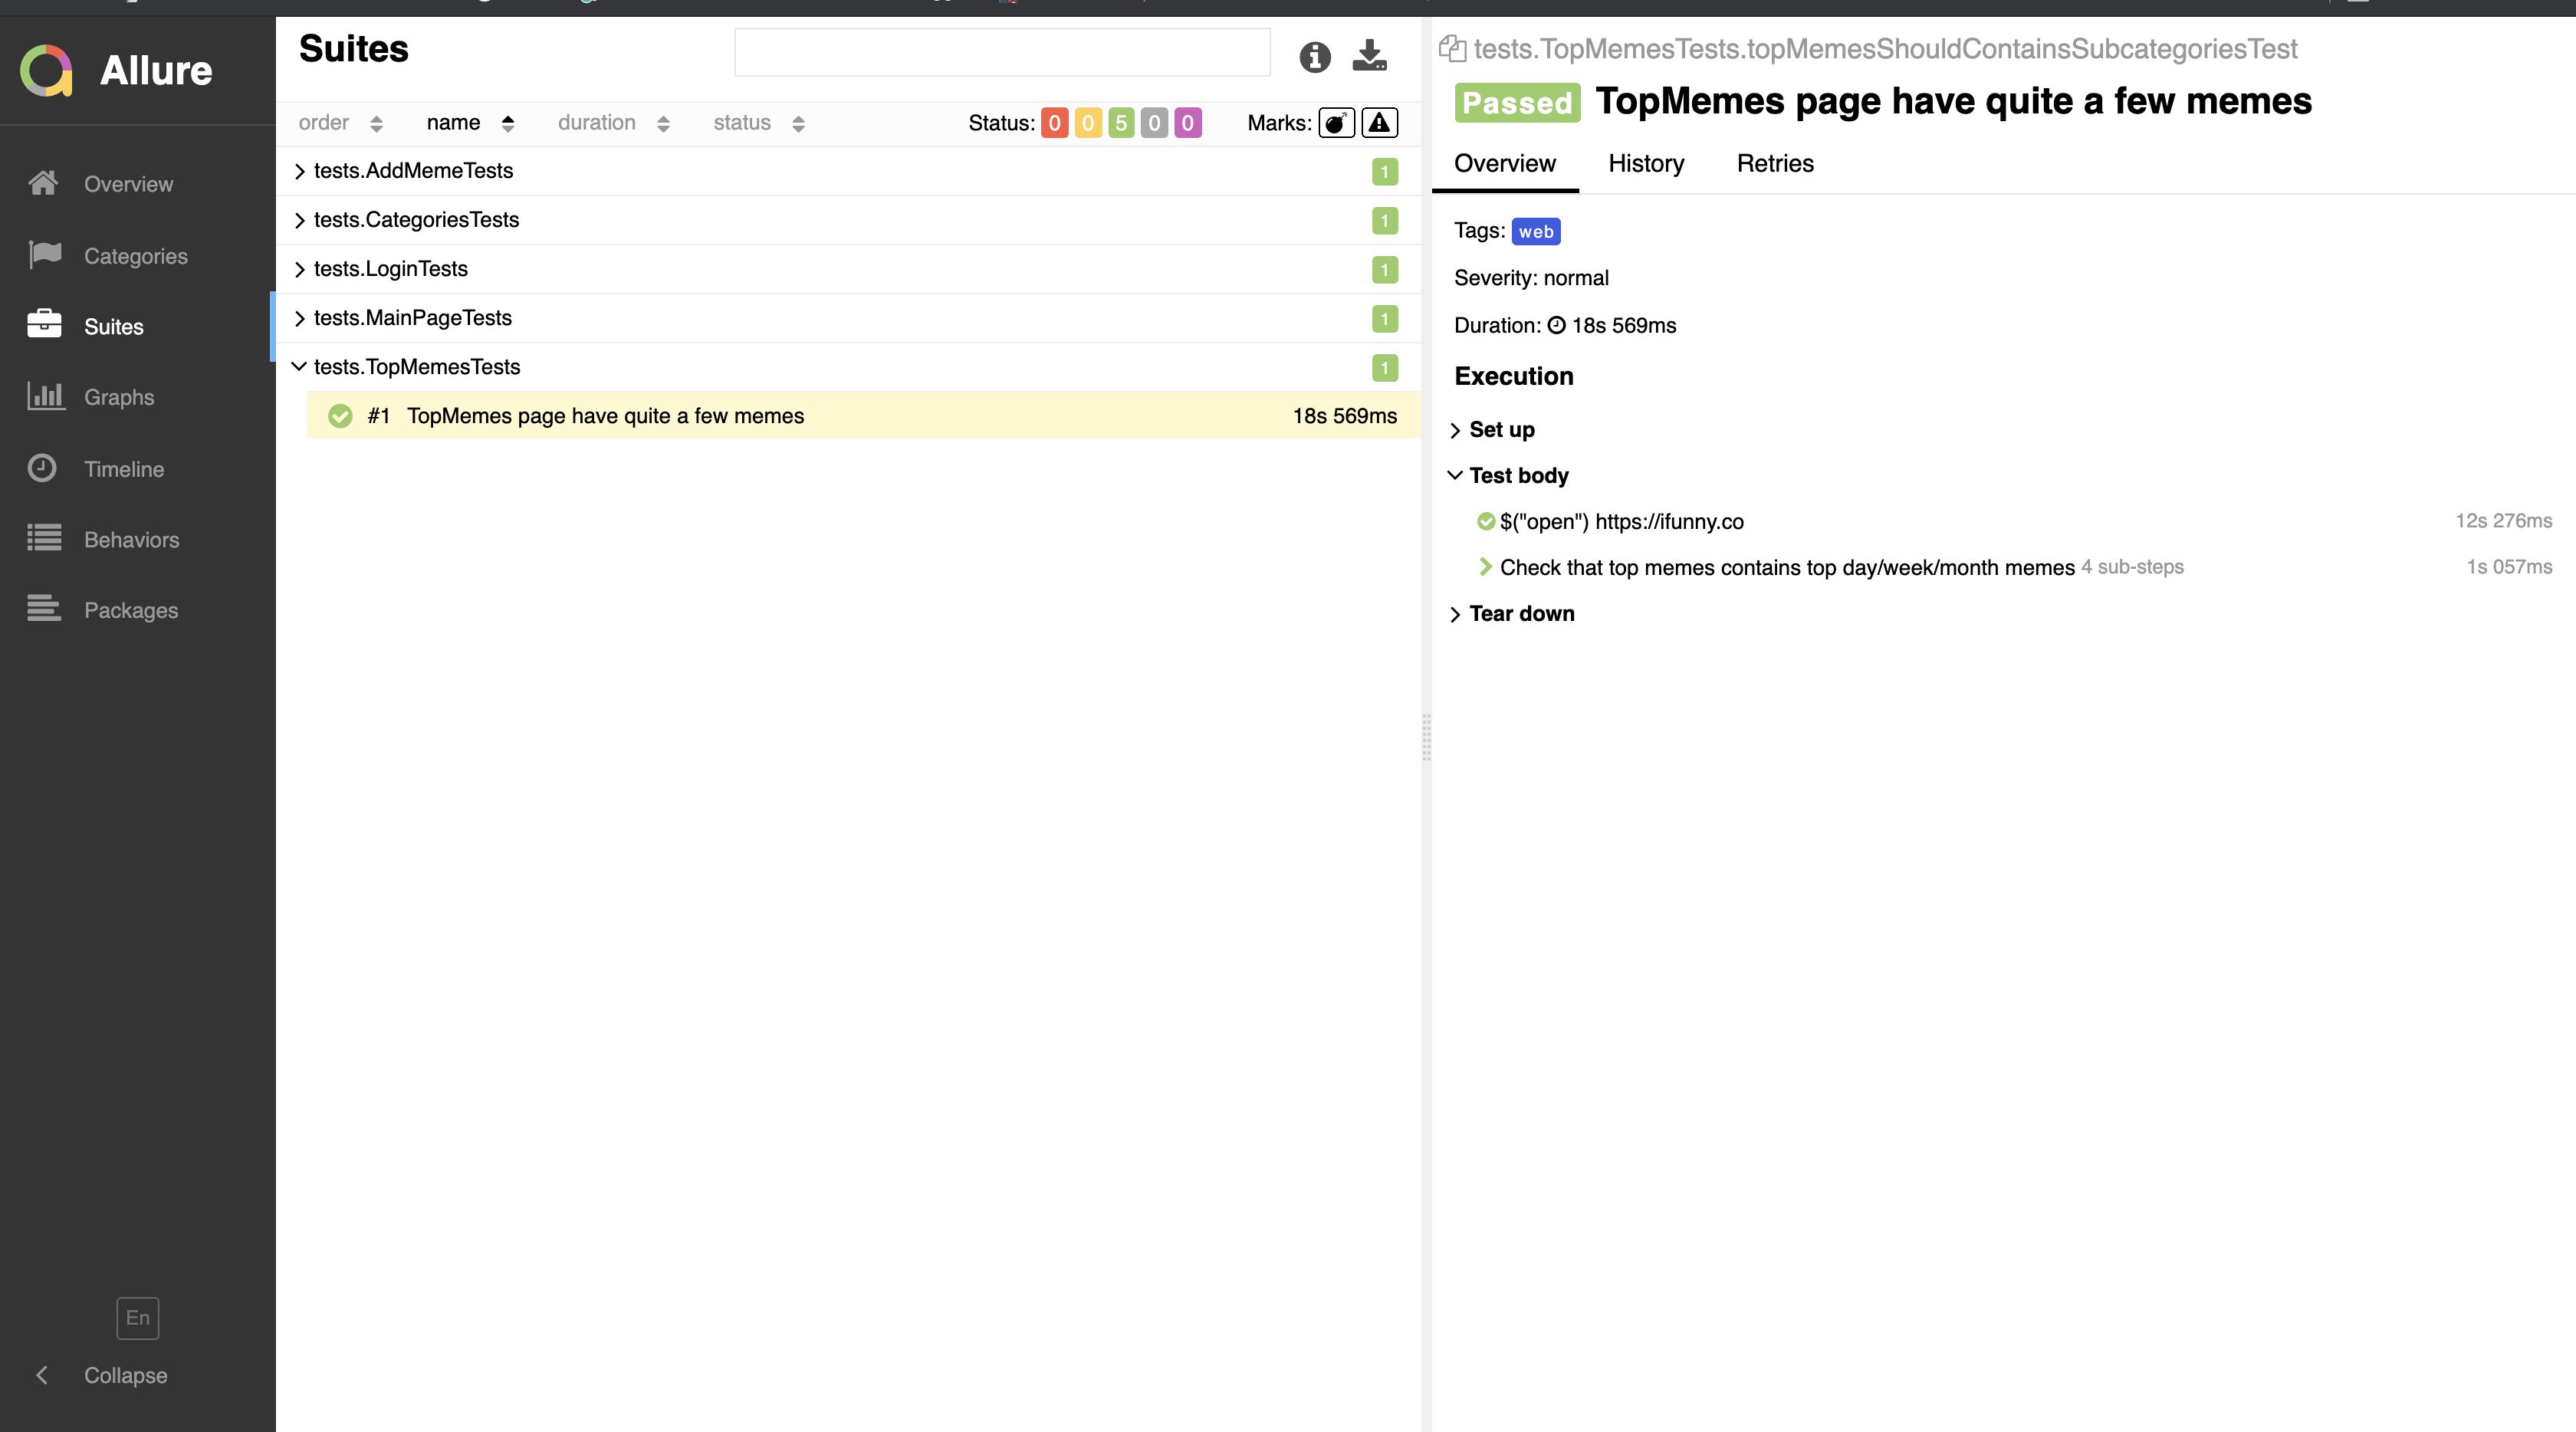 Allure
Overview
Categories
Suites
Graphs
Timeline
Behaviors
Packages
En
Collapse
Suites
order name duration status Status: 0 0 5 0 0 Marks:
tests.AddMemeTests 1
tests.CategoriesTests 1
tests.LoginTests 1
tests.MainPageTests 1
tests.TopMemesTests 1
#1 TopMemes page have quite a few memes 18s 569ms
tests.TopMemesTests.topMemesShouldContainsSubcategoriesTest
Passed TopMemes page have quite a few memes
Overview History Retries
Tags: web
Severity: normal
Duration: 18s 569ms
Execution
Set up
Test body
$("open") https://ifunny.co 12s 276ms
Check that top memes contains top day/week/month memes 4 sub-steps 1s 057ms
Tear down